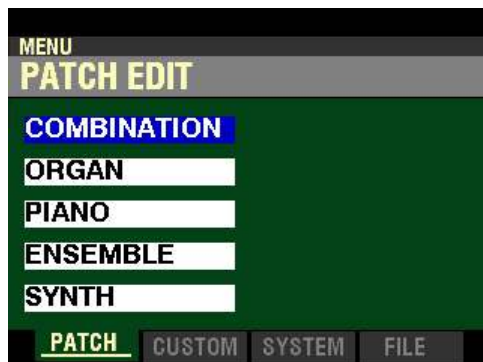 MENU
PATCH EDIT
COMBINATION
ORGAN
PIANO
ENSEMBLE
SYNTH
PATCH CUSTOM SYSTEM FILE